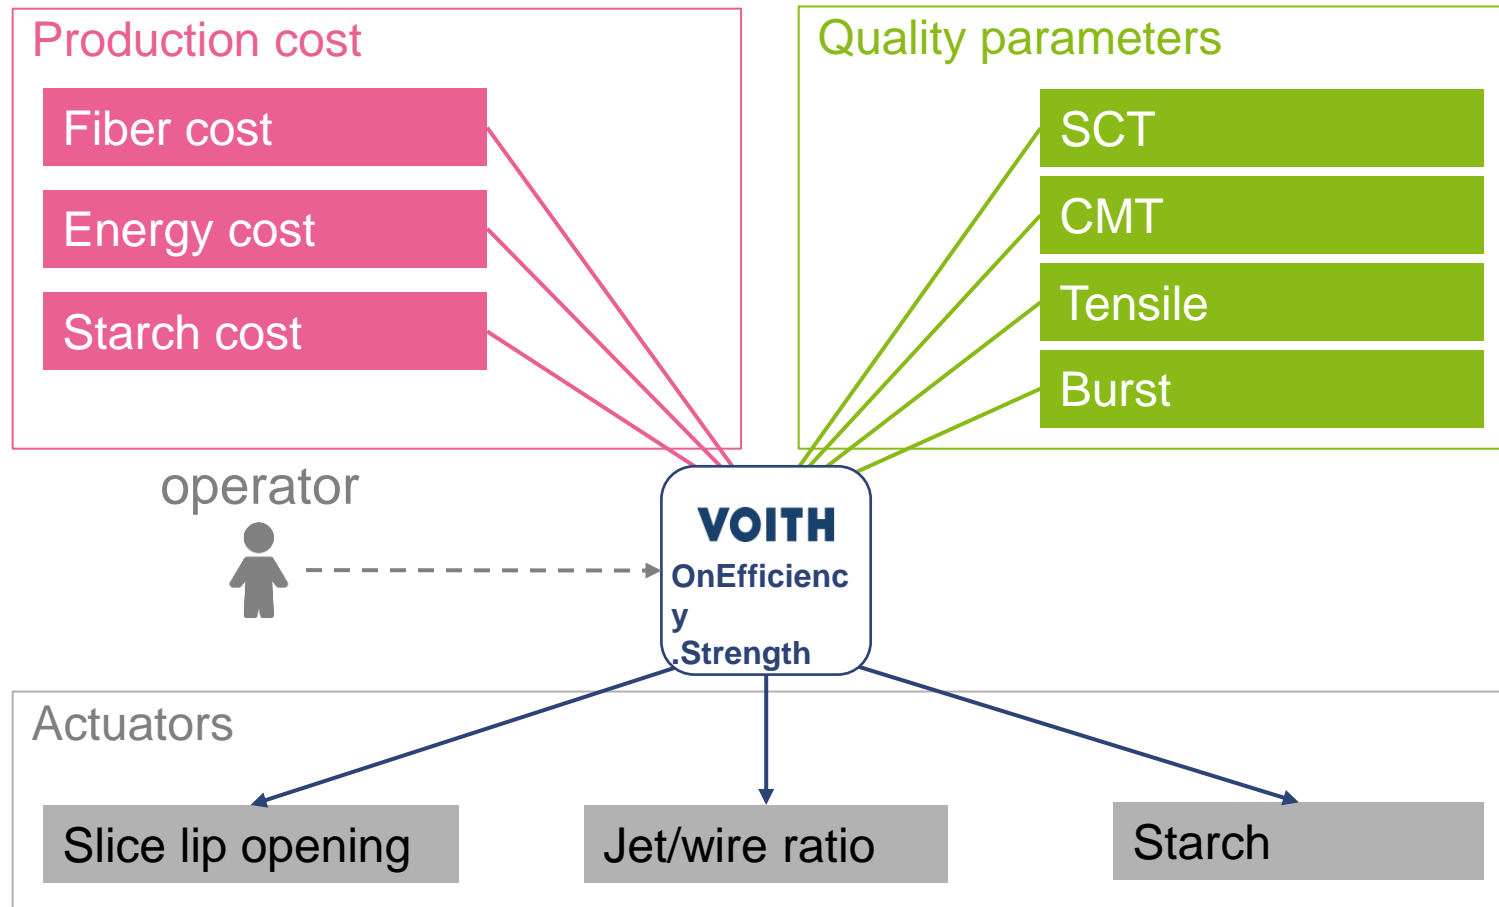 Production cost
Fiber cost
Energy cost
Starch cost
Quality parameters
SCT
CMT
Tensile
Burst
operator
VOITH
OnEfficienc
y
.Strength
Actuators
Slice lip opening
Jet/wire ratio
Starch